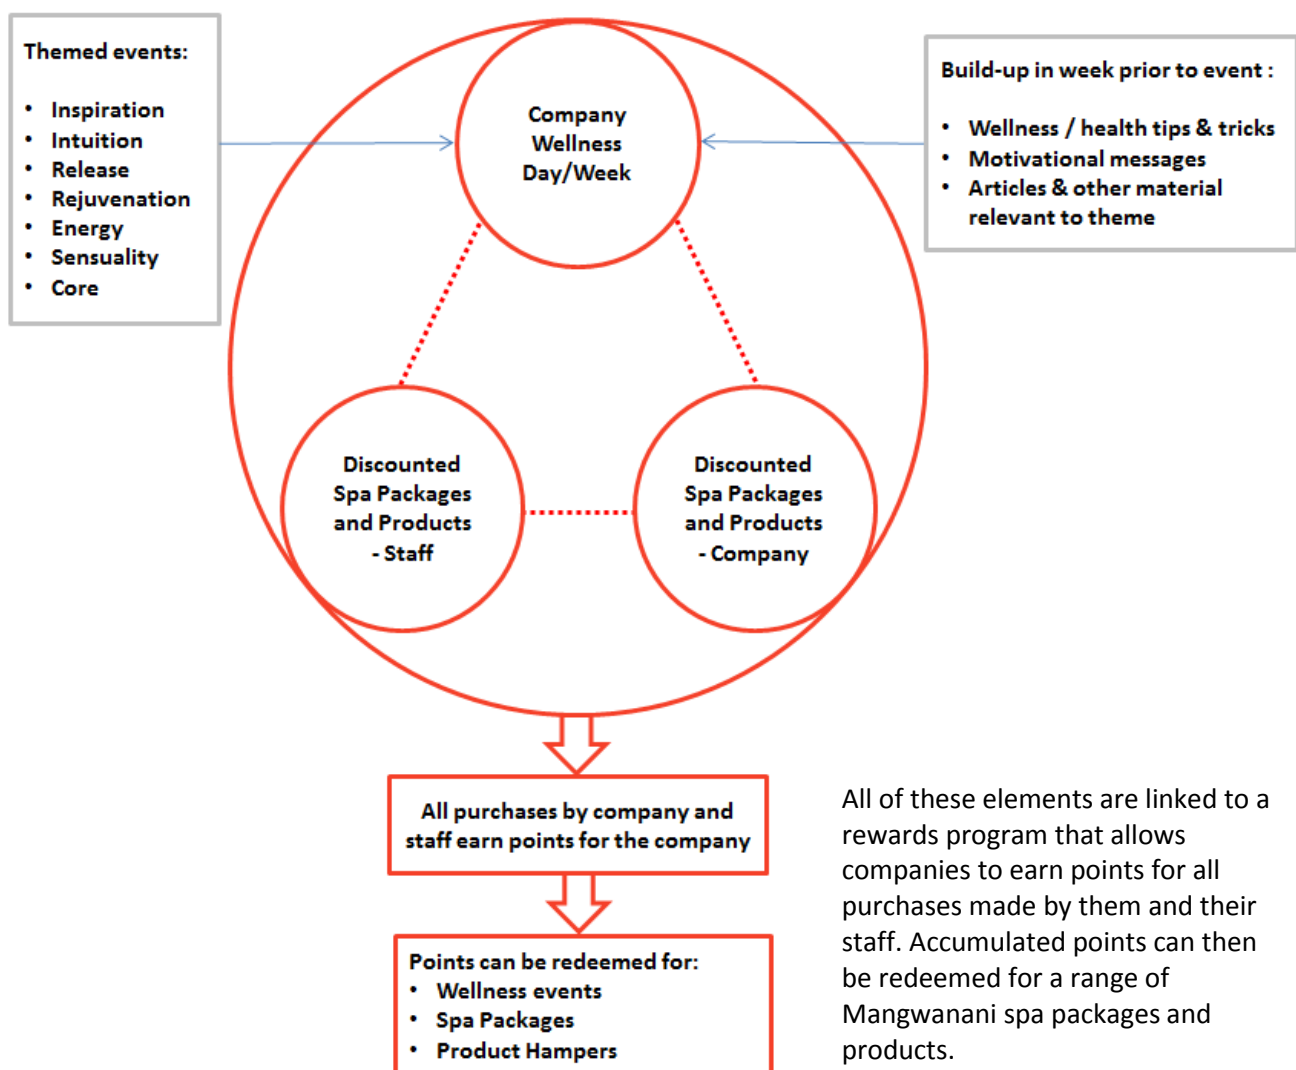 Themed events:
• Inspiration
• Intuition
• Release
• Rejuvenation
• Energy
• Sensuality
• Core
Company
Wellness
Day/Week
Build-up in week prior to event :
• Wellness / health tips & tricks
• Motivational messages
• Articles & other material
relevant to theme
Discounted
Spa Packages
and Products
- Staff
Discounted
Spa Packages
and Products
- Company
All purchases by company and
staff earn points for the company
Points can be redeemed for:
• Wellness events
• Spa Packages
• Product Hampers
All of these elements are linked to a
rewards program that allows
companies to earn points for all
purchases made by them and their
staff. Accumulated points can then
be redeemed for a range of
Mangwanani spa packages and
products.